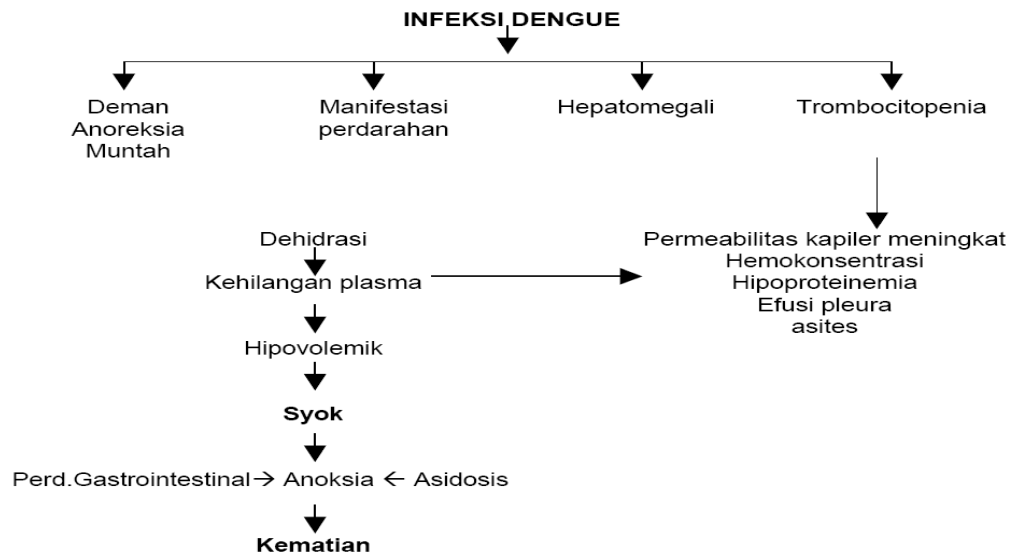 INFEKSI DENGUE
Deman
Anoreksia
Muntah
Manifestasi
perdarahan
Hepatomegali
Trombocitopenia
Dehidrasi
Kehilangan plasma
Hipovolemik
Syok
Perd.Gastrointestinal → Anoksia ← Asidosis
Kematian
Permeabilitas kapiler meningkat
Hemokonsentrasi
Hipoproteinemia
Efusi pleura
asites